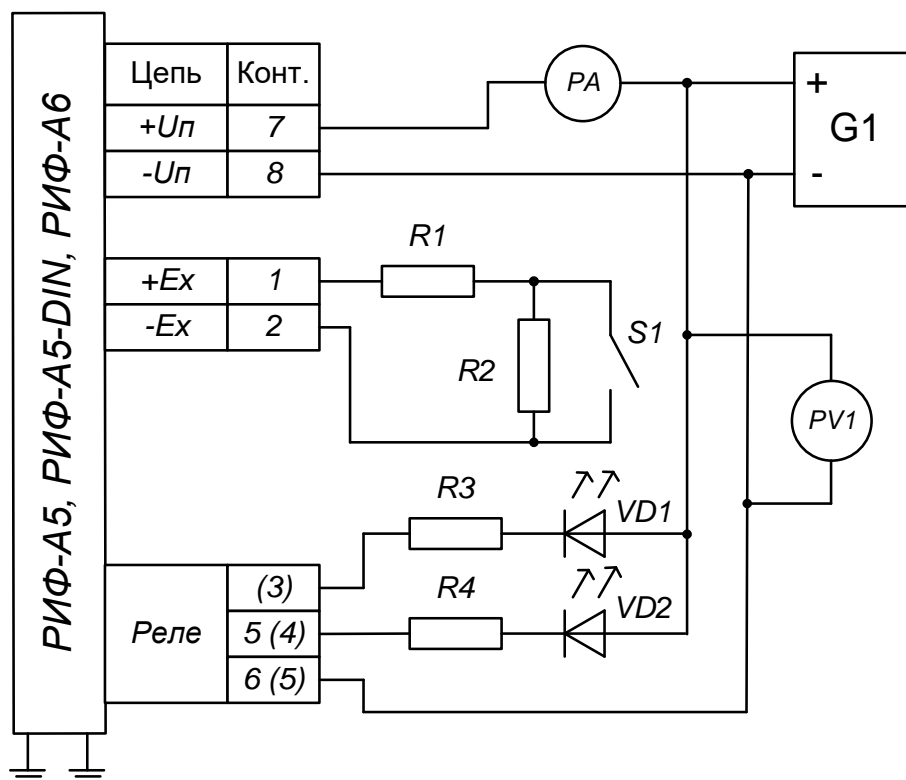 РИФ-А5, РИФ-А5-DIN, РИФ-А6
Цепь Конт.
+Uп 7
-Uп 8
PA
+
G1
-
+Ex 1
-Ex 2
R1
R2
S1
PV1
R3
VD1
R4
VD2
Реле
(3)
5 (4)
6 (5)